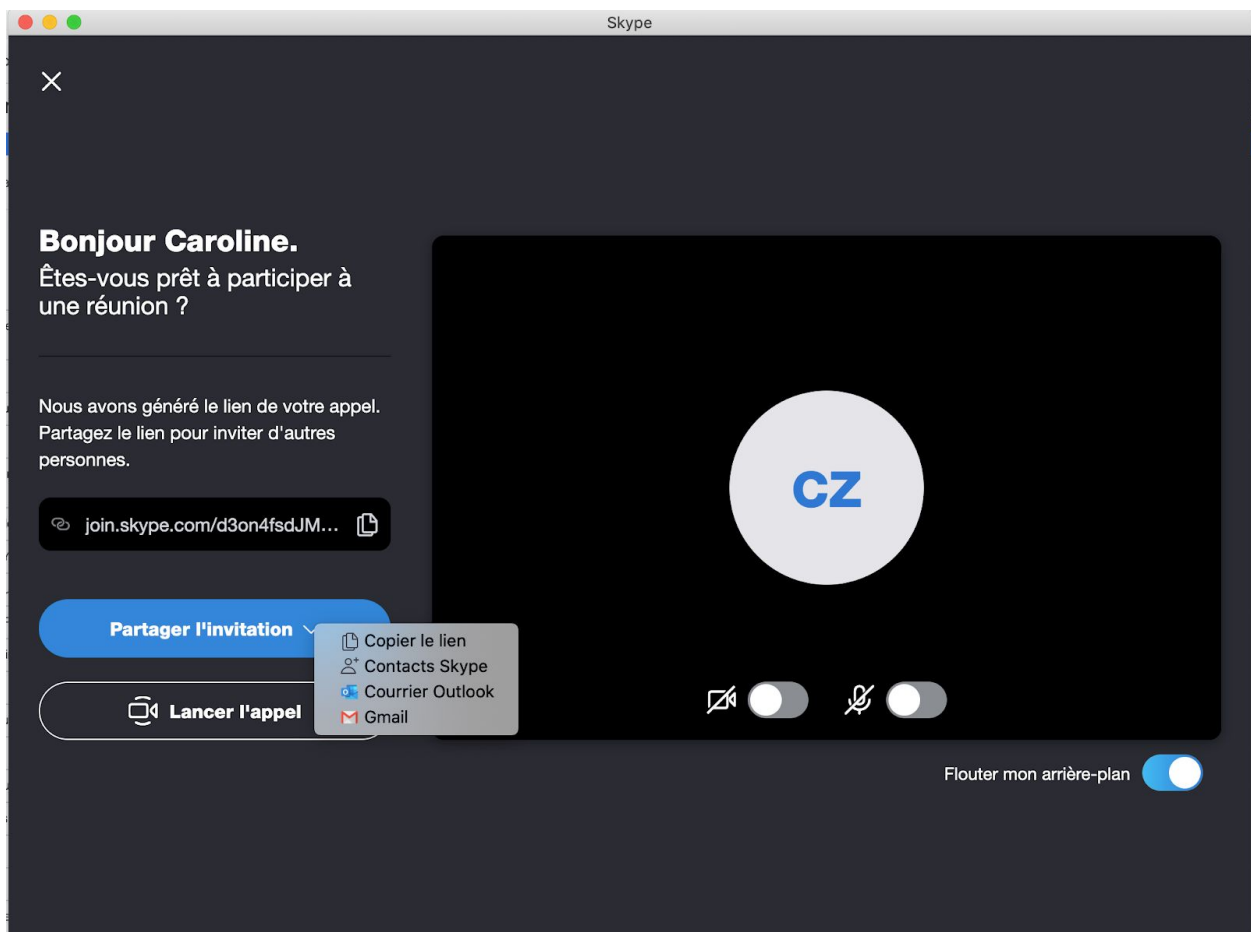 Skype
Bonjour Caroline.
Êtes-vous prêt à participer à
une réunion ?
Nous avons généré le lien de votre appel.
Partagez le lien pour inviter d'autres
personnes.
join.skype.com/d3on4fsdJM...
Partager l'invitation
Copier le lien
Contacts Skype
Courrier Outlook
Gmail
Lancer l'appel
CZ
Flouter mon arrière-plan